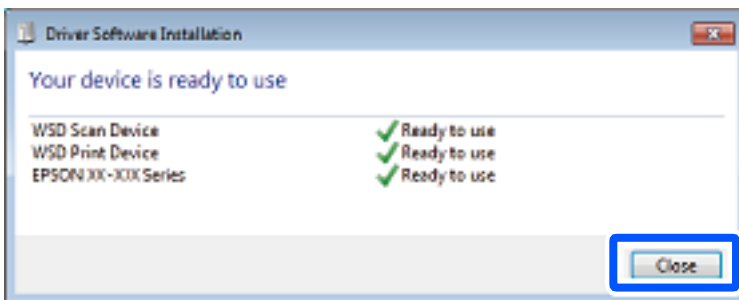 Driver Software Installation
Your device is ready to use
WSD Scan Device Ready to use
WSD Print Device Ready to use
EPSON XX-XXX Series Ready to use
Close